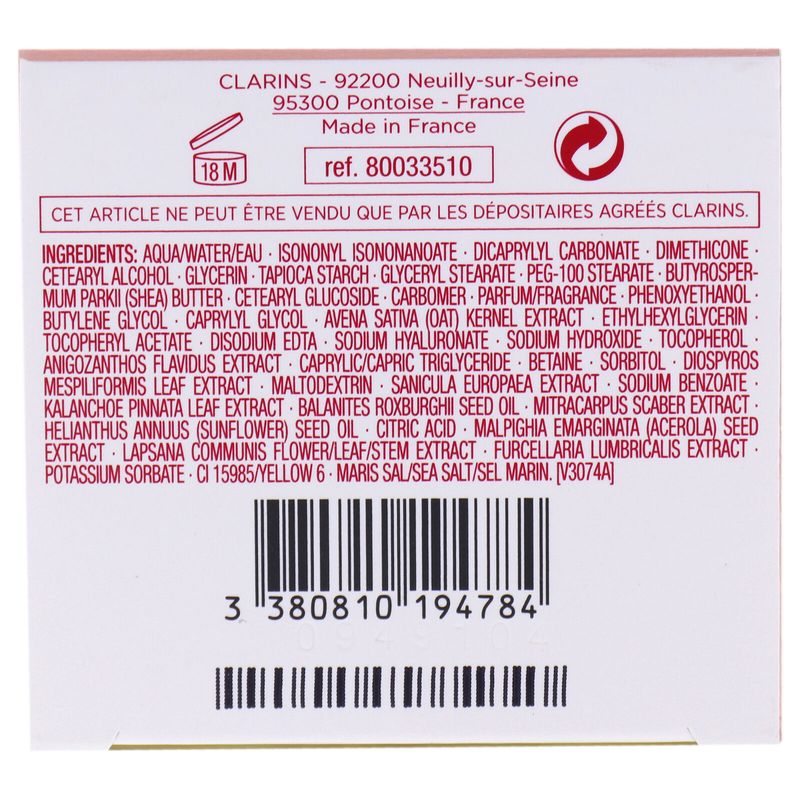 CLARINS - 92200 Neuilly-sur-Seine
95300 Pontoise - France
Made in France
18 M
ref. 80033510
CET ARTICLE NE PEUT ÊTRE VENDU QUE PAR LES DÉPOSITAIRES AGRÉÉS CLARINS.
INGREDIENTS: AQUA/WATER/EAU · ISONONYL ISONONANOATE · DICAPRYLYL CARBONATE · DIMETHICONE ·
CETEARYL ALCOHOL · GLYCERIN · TAPIOCA STARCH · GLYCERYL STEARATE · PEG-100 STEARATE · BUTYROSPER-
MUM PARKII (SHEA) BUTTER · CETEARYL GLUCOSIDE · CARBOMER · PARFUM/FRAGRANCE · PHENOXYETHANOL ·
BUTYLENE GLYCOL · CAPRYLYL GLYCOL · AVENA SATIVA (OAT) KERNEL EXTRACT · ETHYLHEXYLGLYCERIN ·
TOCOPHERYL ACETATE · DISODIUM EDTA · SODIUM HYALURONATE · SODIUM HYDROXIDE · TOCOPHEROL ·
ANIGOZANTHOS FLAVIDUS EXTRACT · CAPRYLIC/CAPRIC TRIGLYCERIDE · BETAINE · SORBITOL · DIOSPYROS
MESPILIFORMIS LEAF EXTRACT · MALTODEXTRIN · SANICULA EUROPAEA EXTRACT · SODIUM BENZOATE ·
KALANCHOE PINNATA LEAF EXTRACT · BALANITES ROXBURGHII SEED OIL · MITRACARPUS SCABER EXTRACT ·
HELIANTHUS ANNUUS (SUNFLOWER) SEED OIL · CITRIC ACID · MALPIGHIA EMARGINATA (ACEROLA) SEED
EXTRACT · LAPSANA COMMUNIS FLOWER/LEAF/STEM EXTRACT · FURCELLARIA LUMBRICALIS EXTRACT ·
POTASSIUM SORBATE · CI 15985/YELLOW 6 · MARIS SAL/SEA SALT/SEL MARIN. [V3074A]
3 380810 194784
0949104